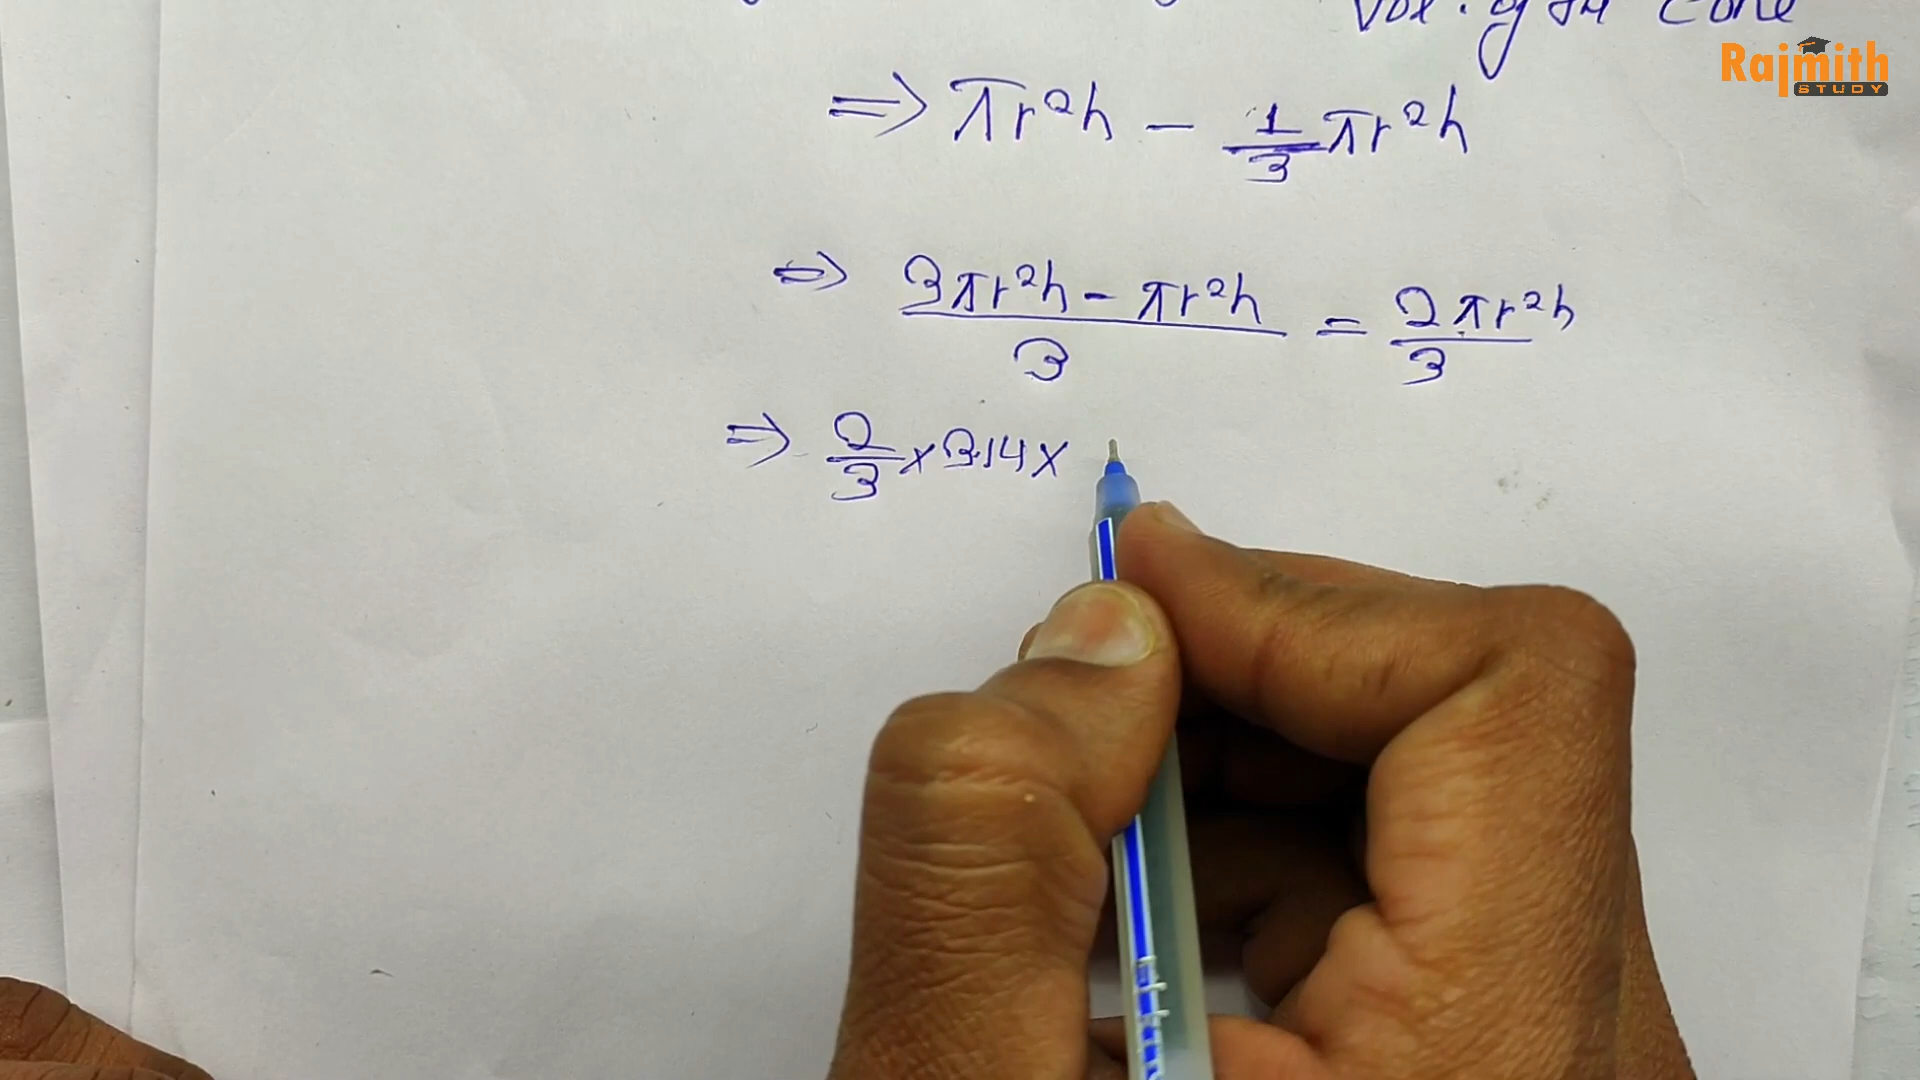 Vol. of the cone
Rajmith
STUDY
⇒ πr²h - 1/3 πr²h
⇒ 3πr²h - πr²h / 3 = 2πr²h / 3
⇒ 2/3 × 3.14 ×